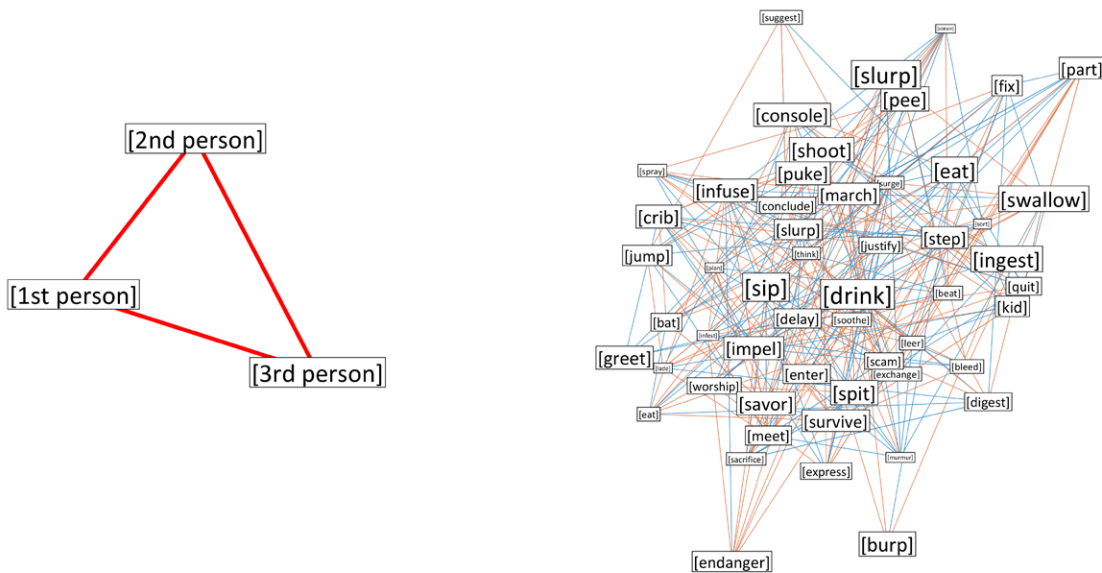 [2nd person]
[1st person]
[3rd person]
[suggest]
[slurp]
[part]
[fix]
[pee]
[console]
[shoot]
[spray]
[puke]
[eat]
[surge]
[infuse]
[march]
[swallow]
[conclude]
[crib]
[sort]
[slurp]
[step]
[justify]
[jump]
[think]
[ingest]
[plan]
[sip]
[drink]
[quit]
[beat]
[kid]
[bat]
[delay]
[soothe]
[infest]
[leer]
[greet]
[impel]
[scam]
[bleed]
[enter]
[exchange]
[worship]
[spit]
[savor]
[digest]
[eat]
[survive]
[meet]
[sacrifice]
[murmur]
[express]
[burp]
[endanger]